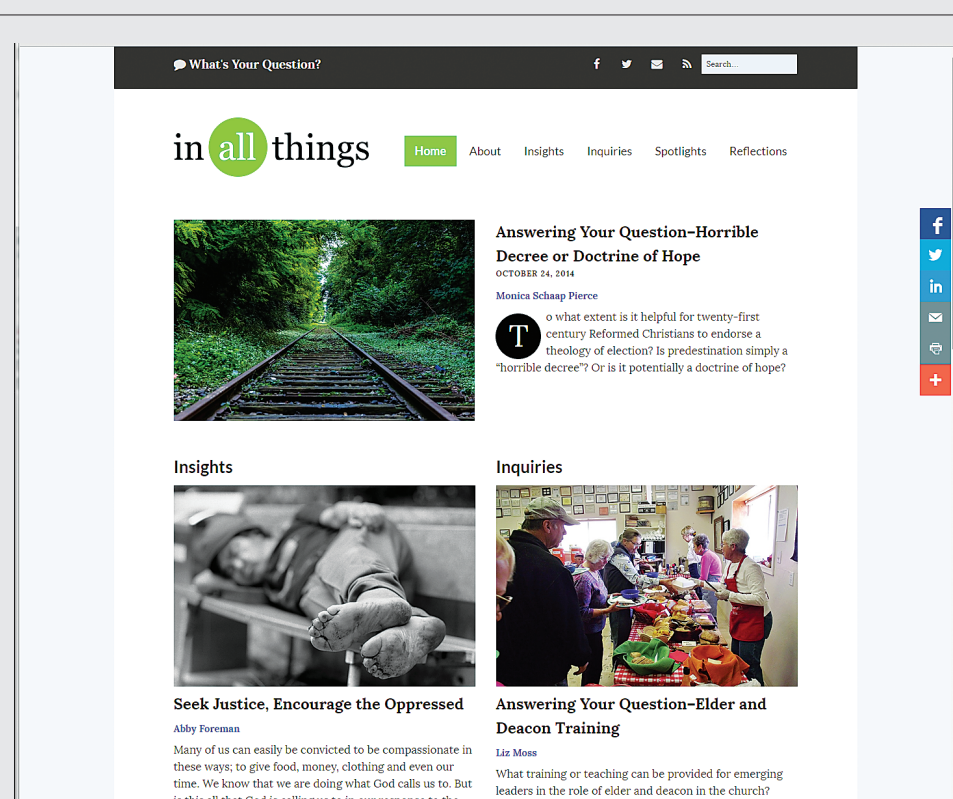 What's Your Question?
Search...
in all things
Home About Insights Inquiries Spotlights Reflections
Answering Your Question–Horrible
Decree or Doctrine of Hope
OCTOBER 24, 2014
Monica Schaap Pierce
To what extent is it helpful for twenty-first
century Reformed Christians to endorse a
theology of election? Is predestination simply a
“horrible decree”? Or is it potentially a doctrine of hope?
Insights
Seek Justice, Encourage the Oppressed
Abby Foreman
Many of us can easily be convicted to be compassionate in
these ways; to give food, money, clothing and even our
time. We know that we are doing what God calls us to. But
Inquiries
Answering Your Question–Elder and
Deacon Training
Liz Moss
What training or teaching can be provided for emerging
leaders in the role of elder and deacon in the church?